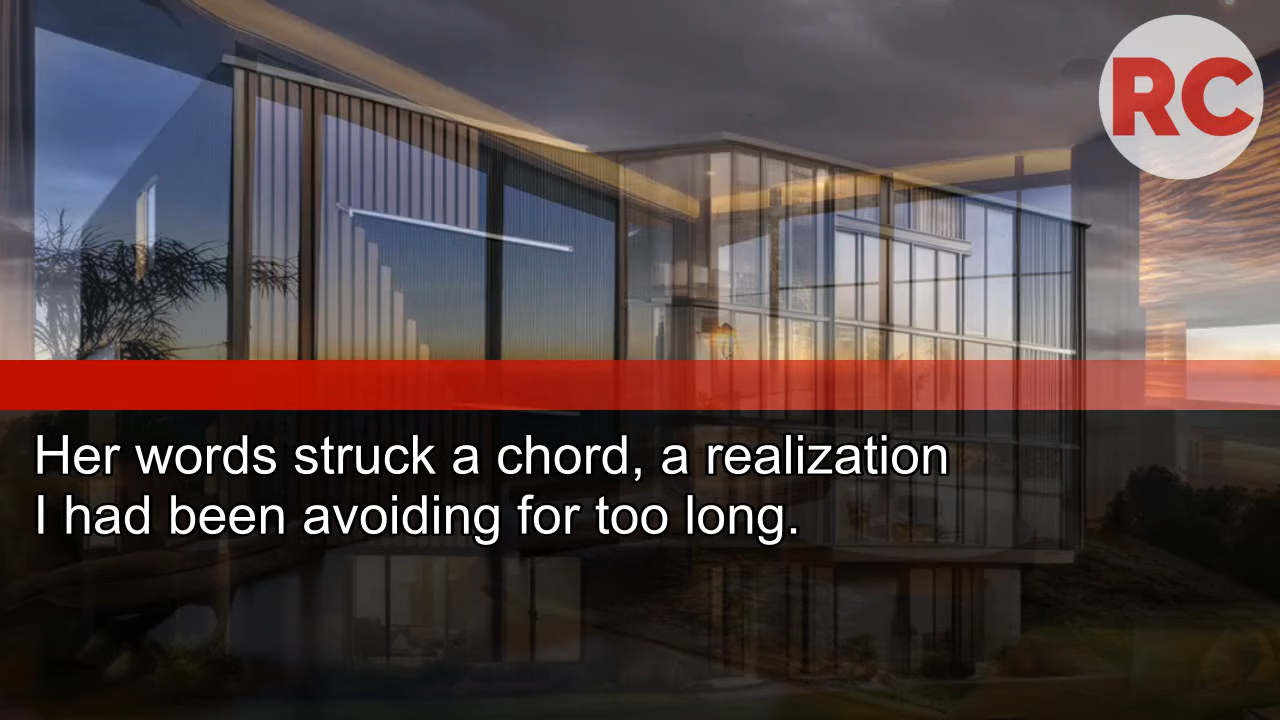 RC
Her words struck a chord, a realization
I had been avoiding for too long.